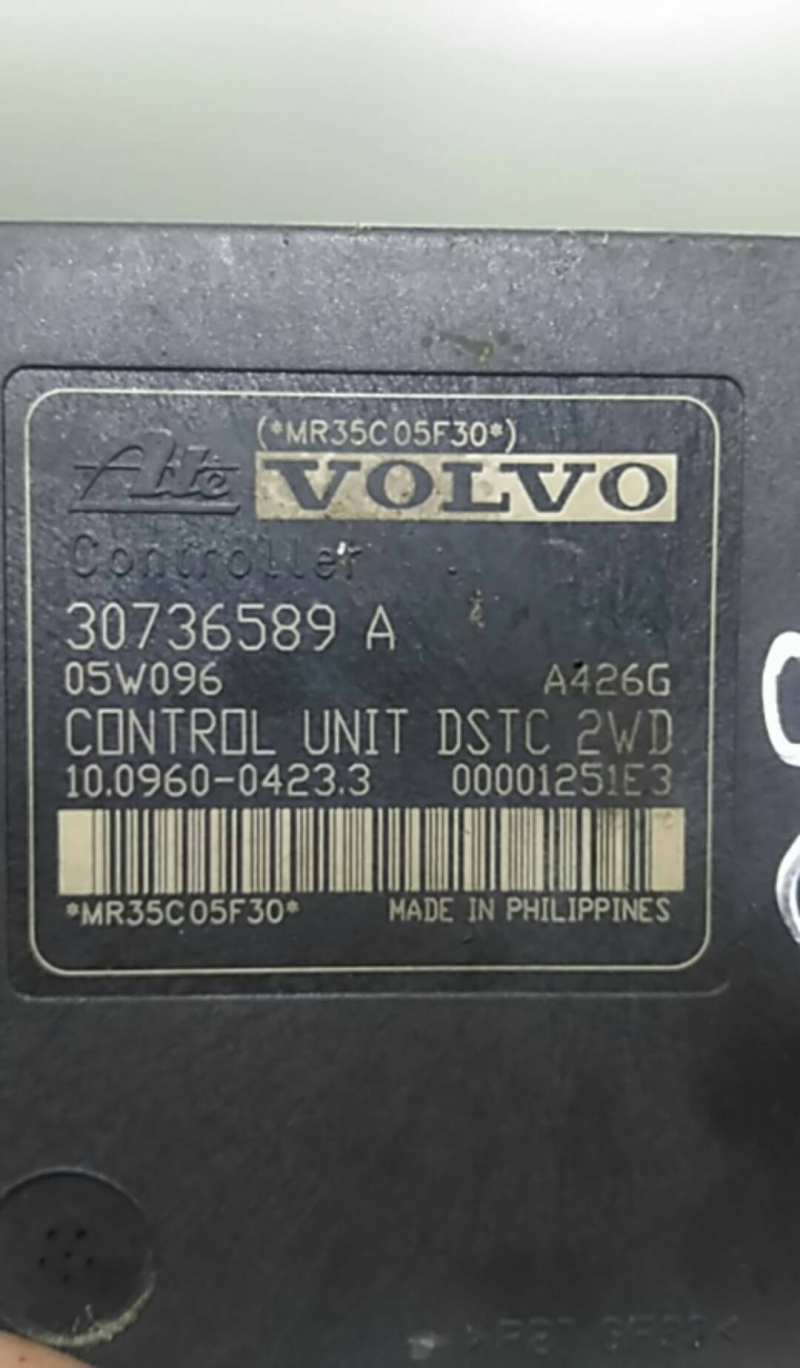 (*MR35C05F30*)
Ate VOLVO
Controller
30736589 A
05W096 A426G
CONTROL UNIT DSTC 2WD
10.0960-0423.3 00001251E3
*MR35C05F30* MADE IN PHILIPPINES